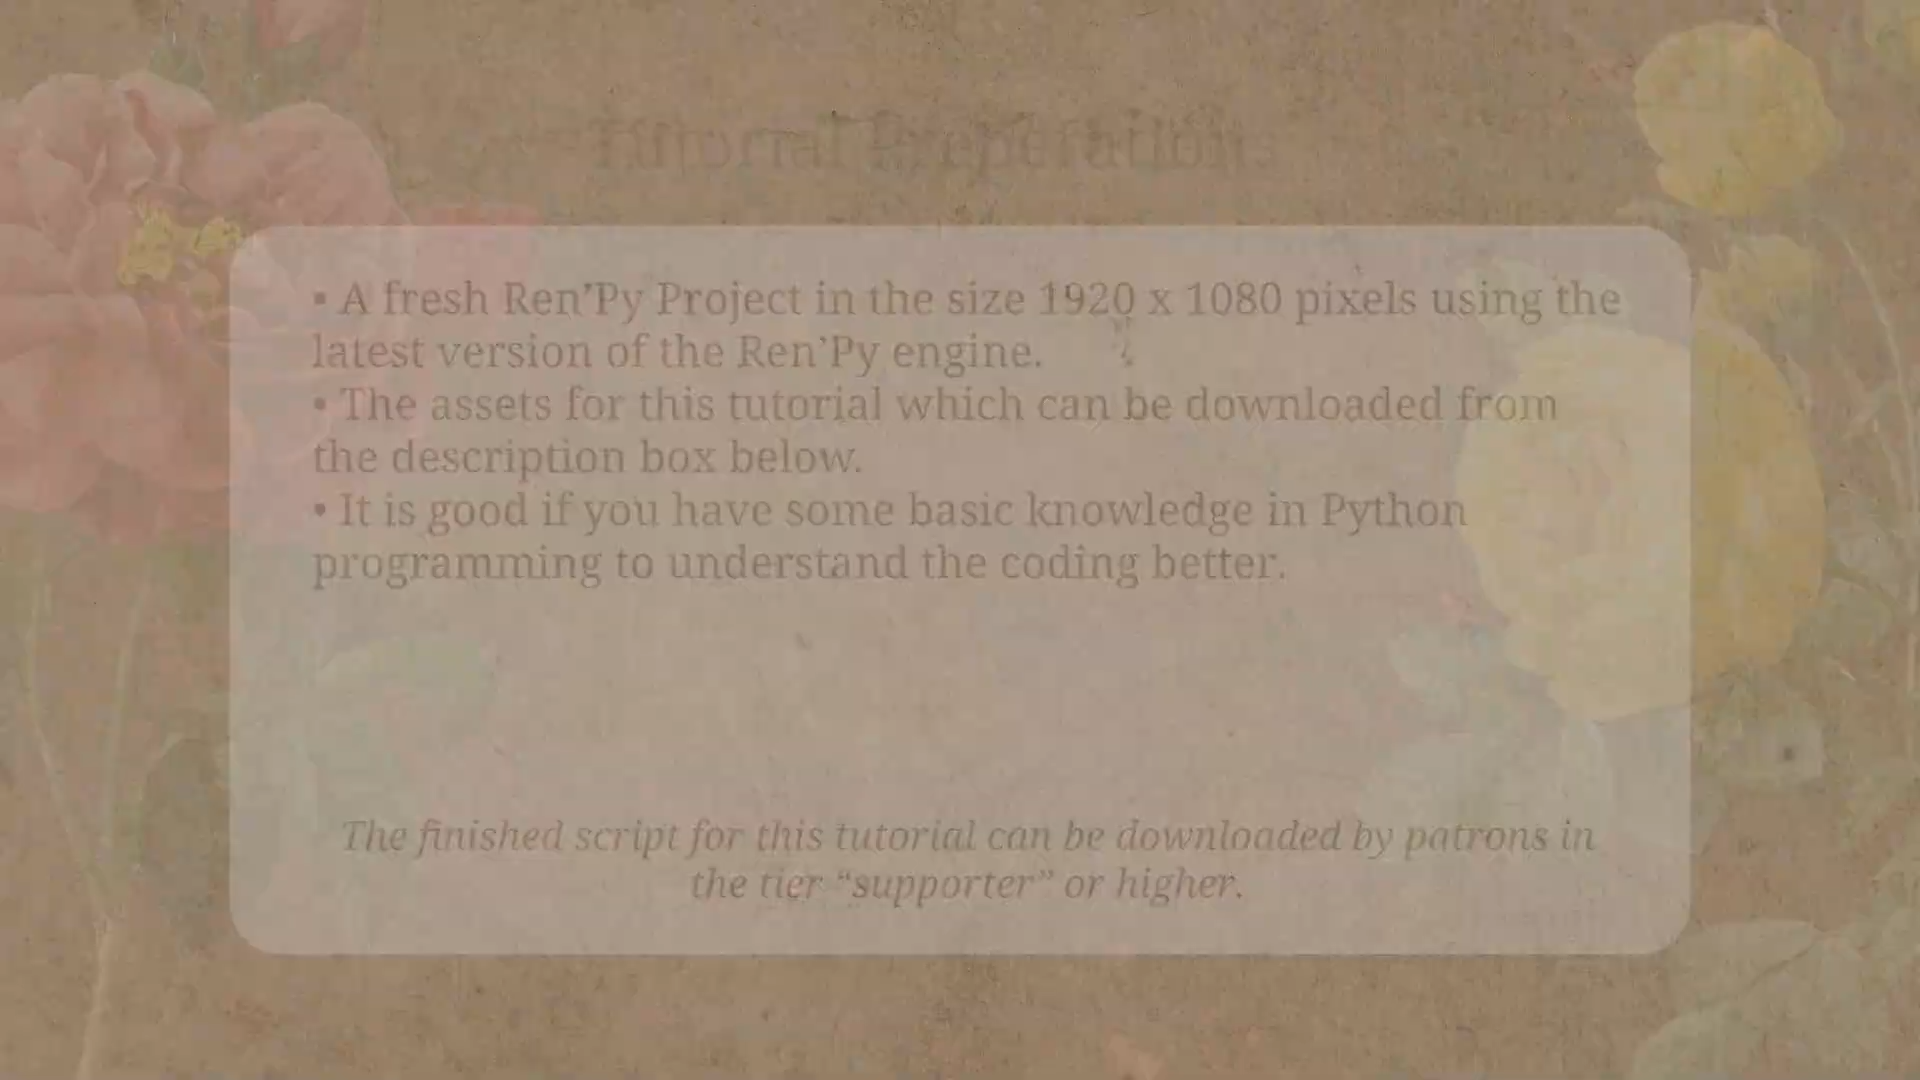 Tutorial Preperations
• A fresh Ren’Py Project in the size 1920 x 1080 pixels using the
latest version of the Ren’Py engine.
• The assets for this tutorial which can be downloaded from
the description box below.
• It is good if you have some basic knowledge in Python
programming to understand the coding better.
The finished script for this tutorial can be downloaded by patrons in
the tier “supporter” or higher.